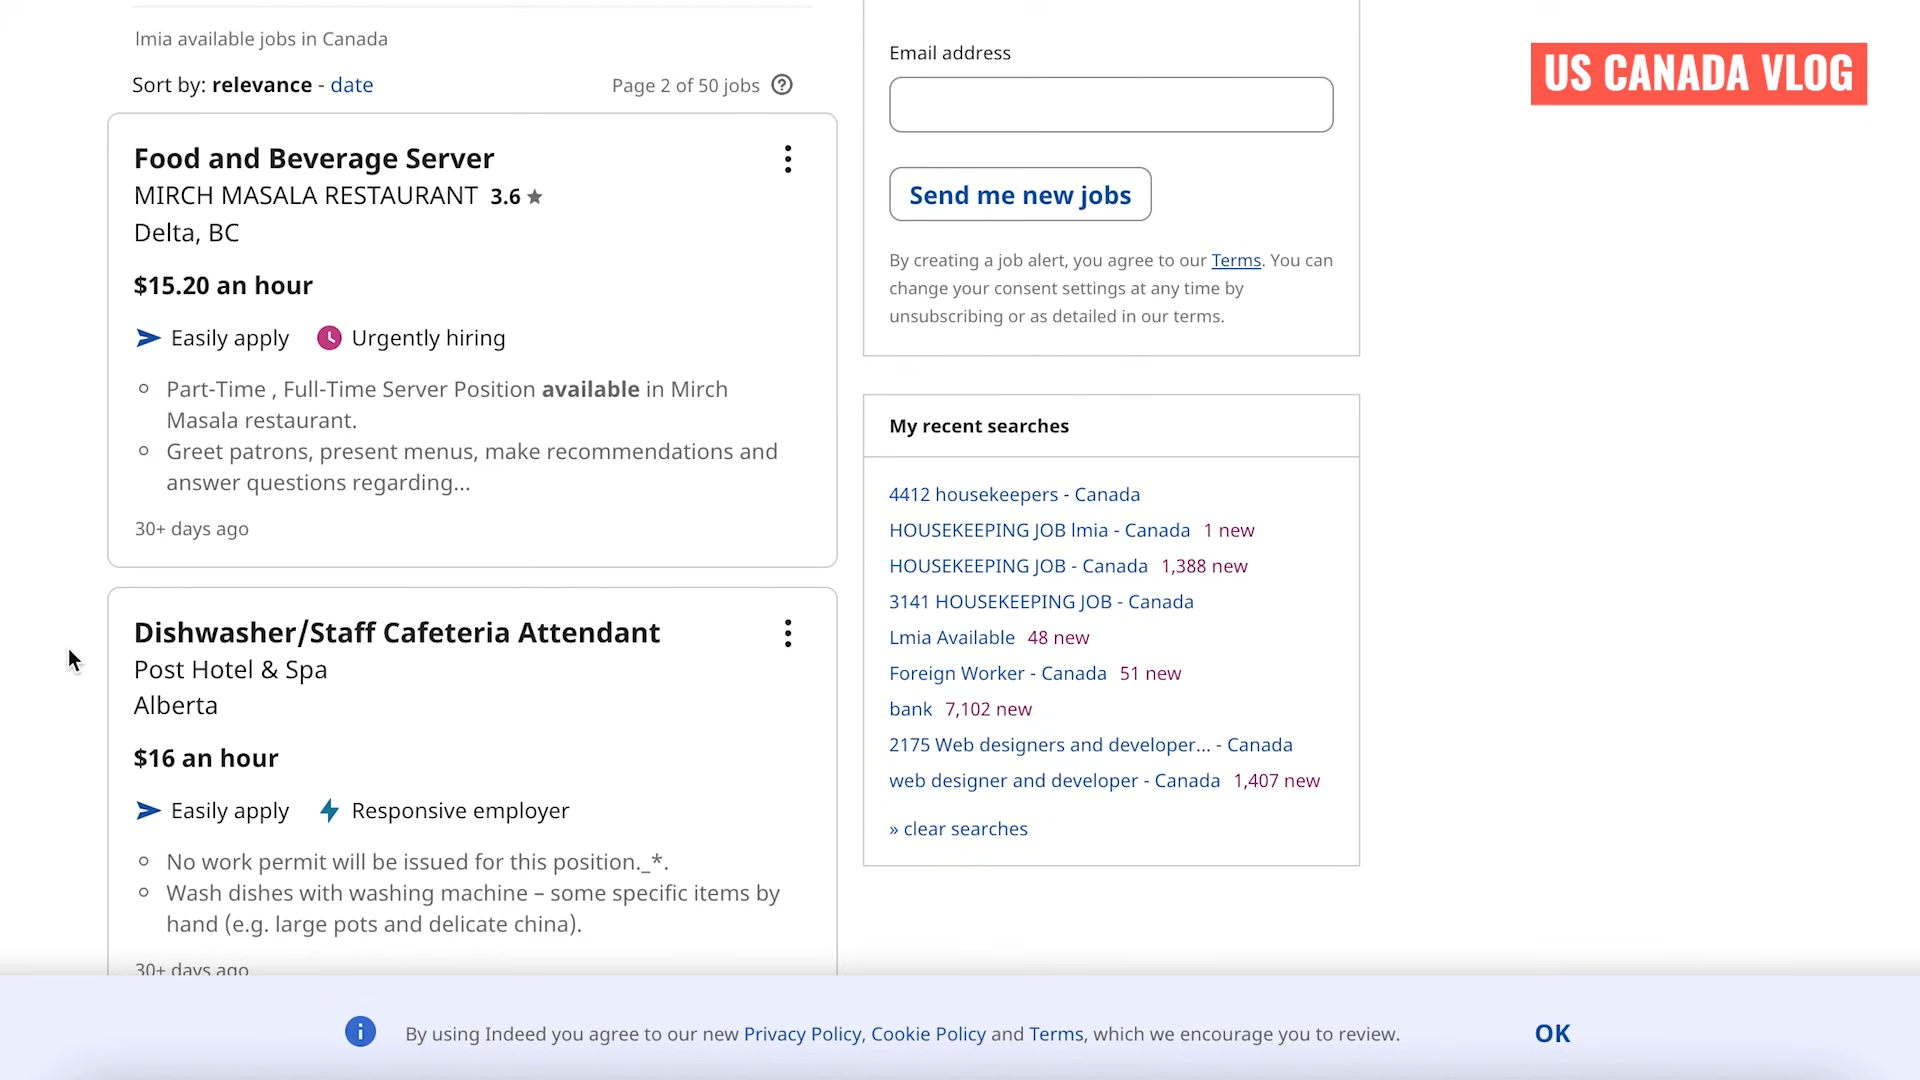 lmia available jobs in Canada
Sort by: relevance - date
Page 2 of 50 jobs
Food and Beverage Server
MIRCH MASALA RESTAURANT 3.6
Delta, BC
$15.20 an hour
Easily apply Urgently hiring
Part-Time , Full-Time Server Position available in Mirch
Masala restaurant.
Greet patrons, present menus, make recommendations and
answer questions regarding...
30+ days ago
Dishwasher/Staff Cafeteria Attendant
Post Hotel & Spa
Alberta
$16 an hour
Easily apply Responsive employer
No work permit will be issued for this position._*.
Wash dishes with washing machine – some specific items by
hand (e.g. large pots and delicate china).
30+ days ago
Email address
Send me new jobs
By creating a job alert, you agree to our Terms. You can
change your consent settings at any time by
unsubscribing or as detailed in our terms.
My recent searches
4412 housekeepers - Canada
HOUSEKEEPING JOB lmia - Canada 1 new
HOUSEKEEPING JOB - Canada 1,388 new
3141 HOUSEKEEPING JOB - Canada
Lmia Available 48 new
Foreign Worker - Canada 51 new
bank 7,102 new
2175 Web designers and developer... - Canada
web designer and developer - Canada 1,407 new
» clear searches
US CANADA VLOG
By using Indeed you agree to our new Privacy Policy, Cookie Policy and Terms, which we encourage you to review.
OK